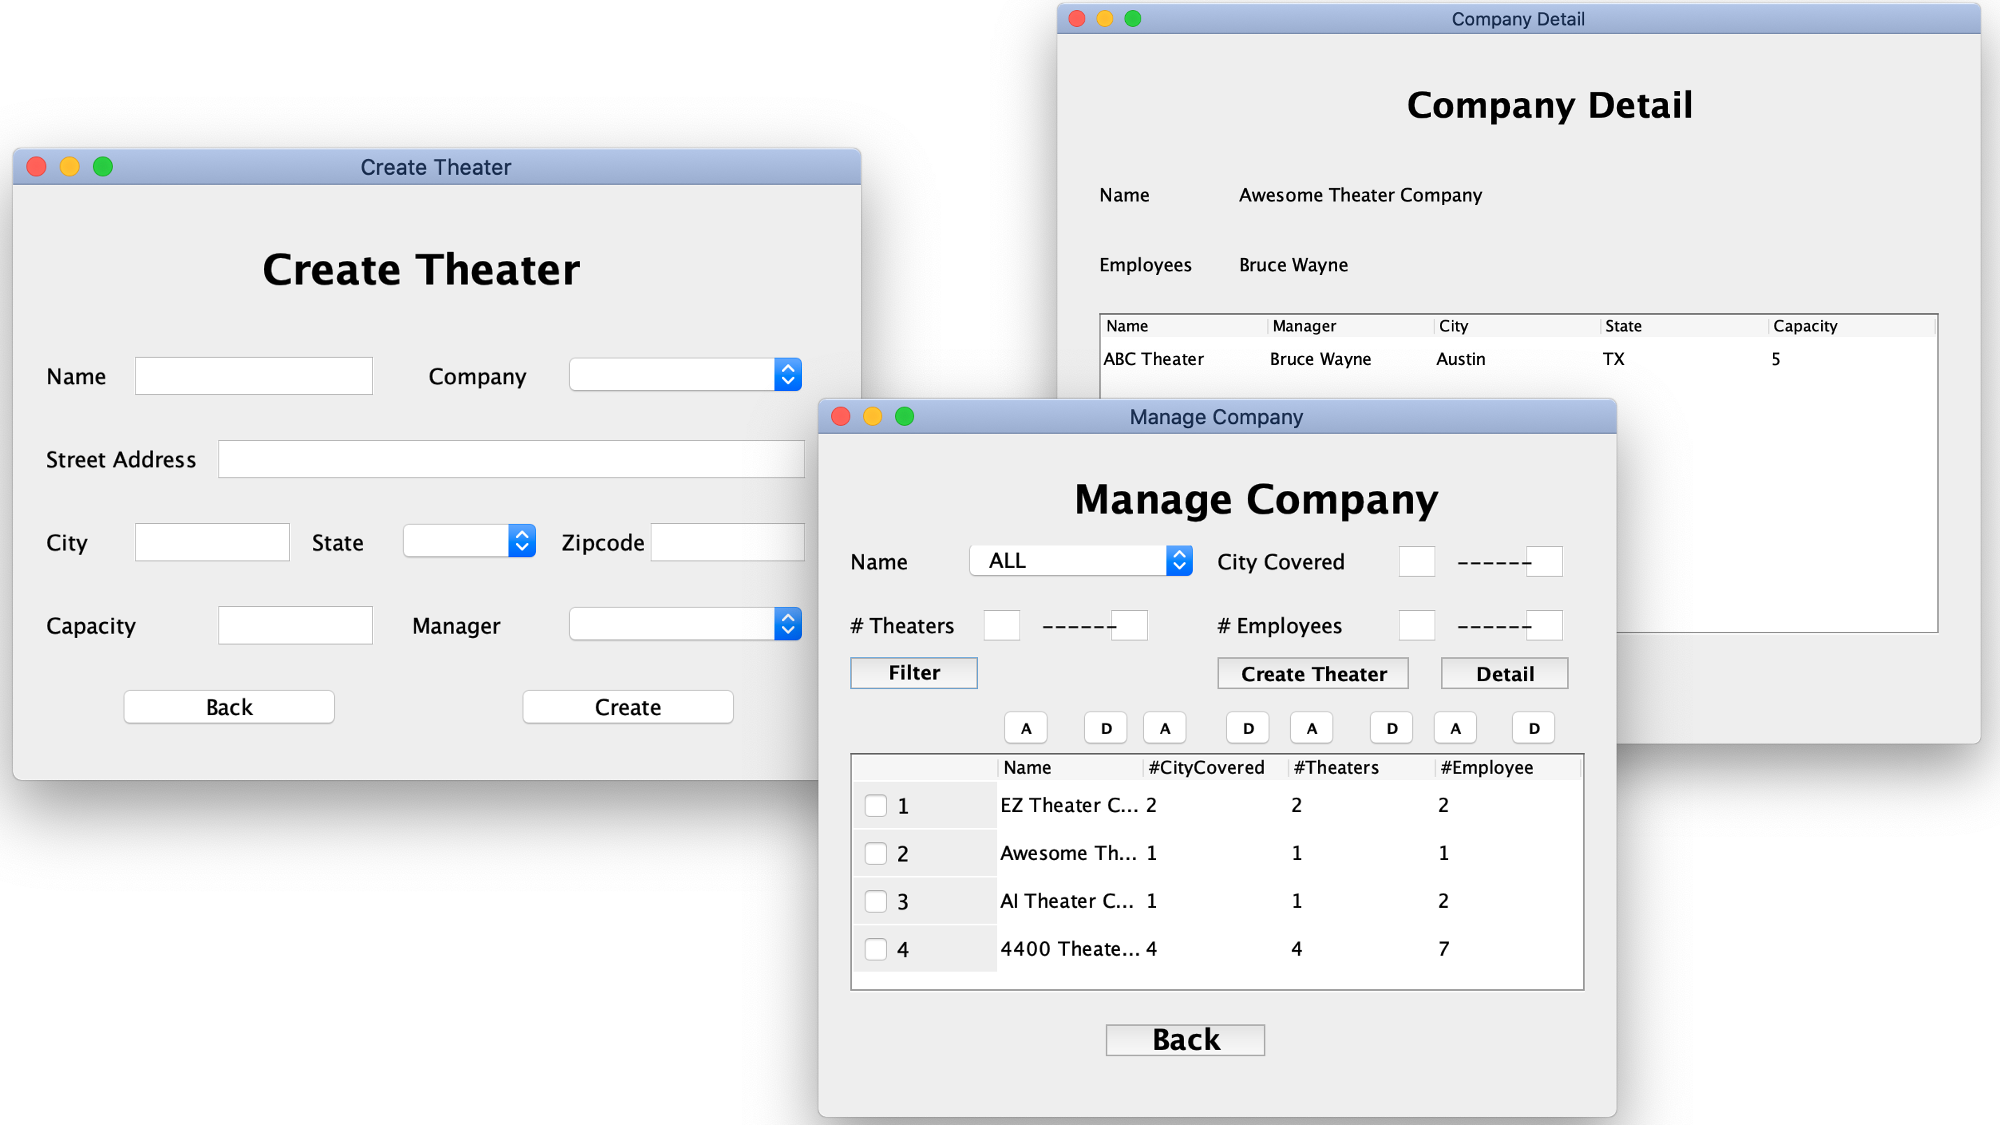 Company Detail
Company Detail
Name Awesome Theater Company
Employees Bruce Wayne
Name Manager City State Capacity
ABC Theater Bruce Wayne Austin TX 5
Create Theater
Create Theater
Name Company
Street Address
City State Zipcode
Capacity Manager
Back Create
Manage Company
Manage Company
Name ALL City Covered ------
# Theaters ------ # Employees ------
Filter Create Theater Detail
A D A D A D A D
Name #CityCovered #Theaters #Employee
1 EZ Theater C... 2 2 2
2 Awesome Th... 1 1 1
3 AI Theater C... 1 1 2
4 4400 Theate... 4 4 7
Back